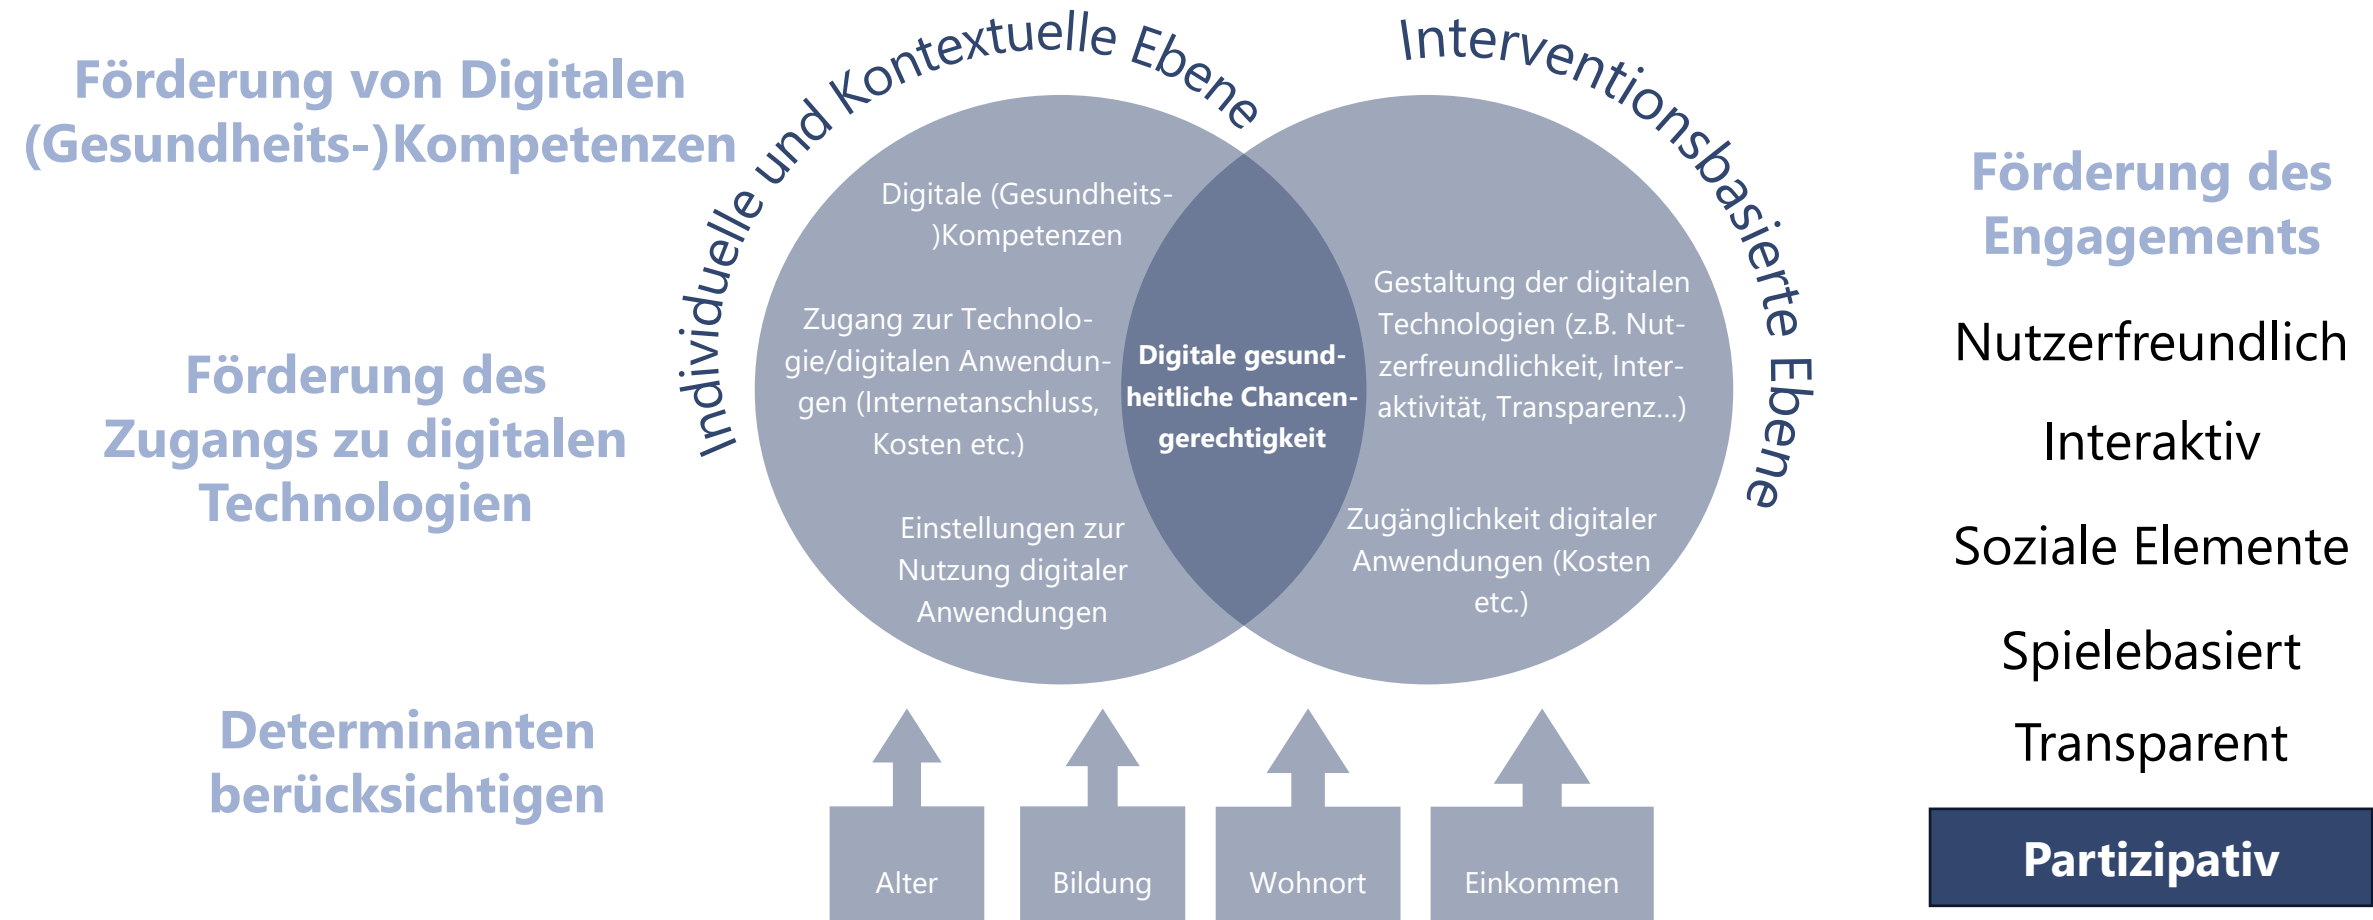 Förderung von Digitalen
(Gesundheits-)Kompetenzen
Förderung des
Zugangs zu digitalen
Technologien
Determinanten
berücksichtigen
Individuelle und Kontextuelle Ebene
Digitale (Gesundheits-
)Kompetenzen
Zugang zur Technolo-
gie/digitalen Anwendun-
gen (Internetanschluss,
Kosten etc.)
Einstellungen zur
Nutzung digitaler
Anwendungen
Digitale gesund-
heitliche Chancen-
gerechtigkeit
Interventionsbasierte Ebene
Gestaltung der digitalen
Technologien (z.B. Nut-
zerfreundlichkeit, Inter-
aktivität, Transparenz...)
Zugänglichkeit digitaler
Anwendungen (Kosten
etc.)
Alter
Bildung
Wohnort
Einkommen
Förderung des
Engagements
Nutzerfreundlich
Interaktiv
Soziale Elemente
Spielebasiert
Transparent
Partizipativ